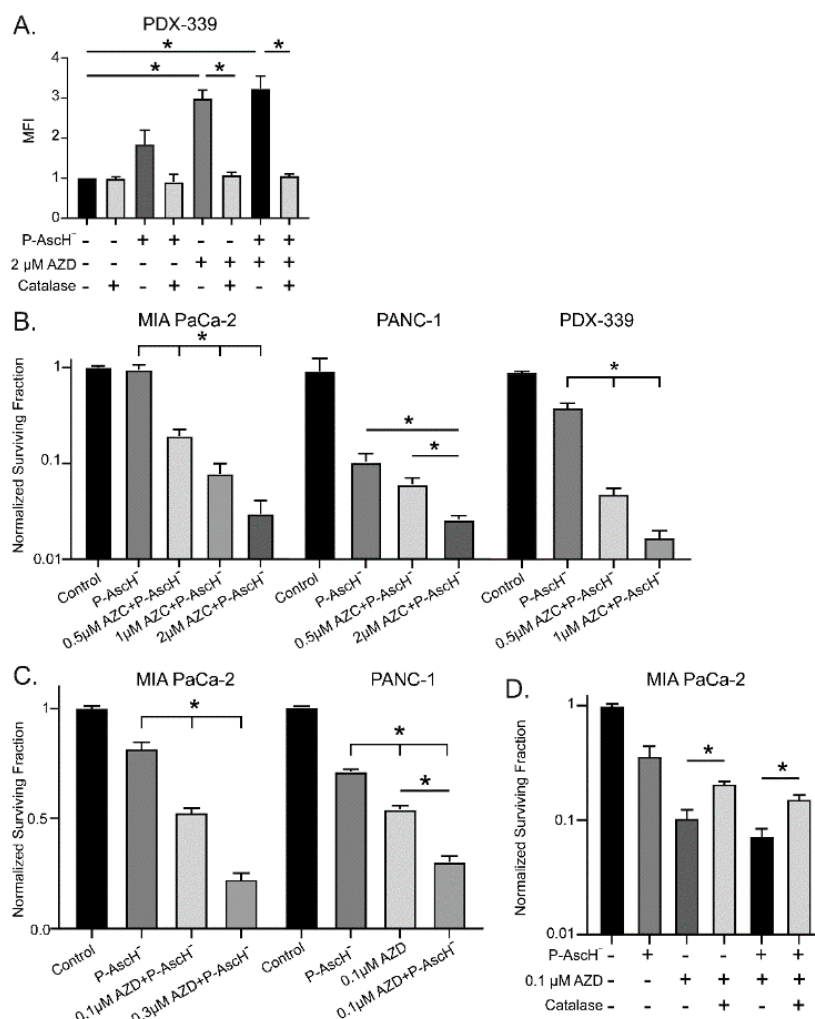 A.
PDX-339
MFI
5
4
3
2
1
0
*
*
*
*
P-AscH⁻ - - + + - - + +
2 μM AZD - - - - + + + +
Catalase - + - + - + - +
B.
MIA PaCa-2
PANC-1
PDX-339
Normalized Surviving Fraction
1
0.1
0.01
*
*
*
*
Control
P-AscH⁻
0.5μM AZC+P-AscH⁻
1μM AZC+P-AscH⁻
2μM AZC+P-AscH⁻
Control
P-AscH⁻
0.5μM AZC+P-AscH⁻
2μM AZC+P-AscH⁻
Control
P-AscH⁻
0.5μM AZC+P-AscH⁻
1μM AZC+P-AscH⁻
C.
MIA PaCa-2
PANC-1
Normalized Surviving Fraction
1
0.5
0.0
*
*
*
Control
P-AscH⁻
0.1μM AZD+P-AscH⁻
0.3μM AZD+P-AscH⁻
Control
P-AscH⁻
0.1μM AZD
0.1μM AZD+P-AscH⁻
D.
MIA PaCa-2
Normalized Surviving Fraction
1
0.1
0.01
*
*
P-AscH⁻ - + - - + +
0.1 μM AZD - - + + + +
Catalase - - - + - +